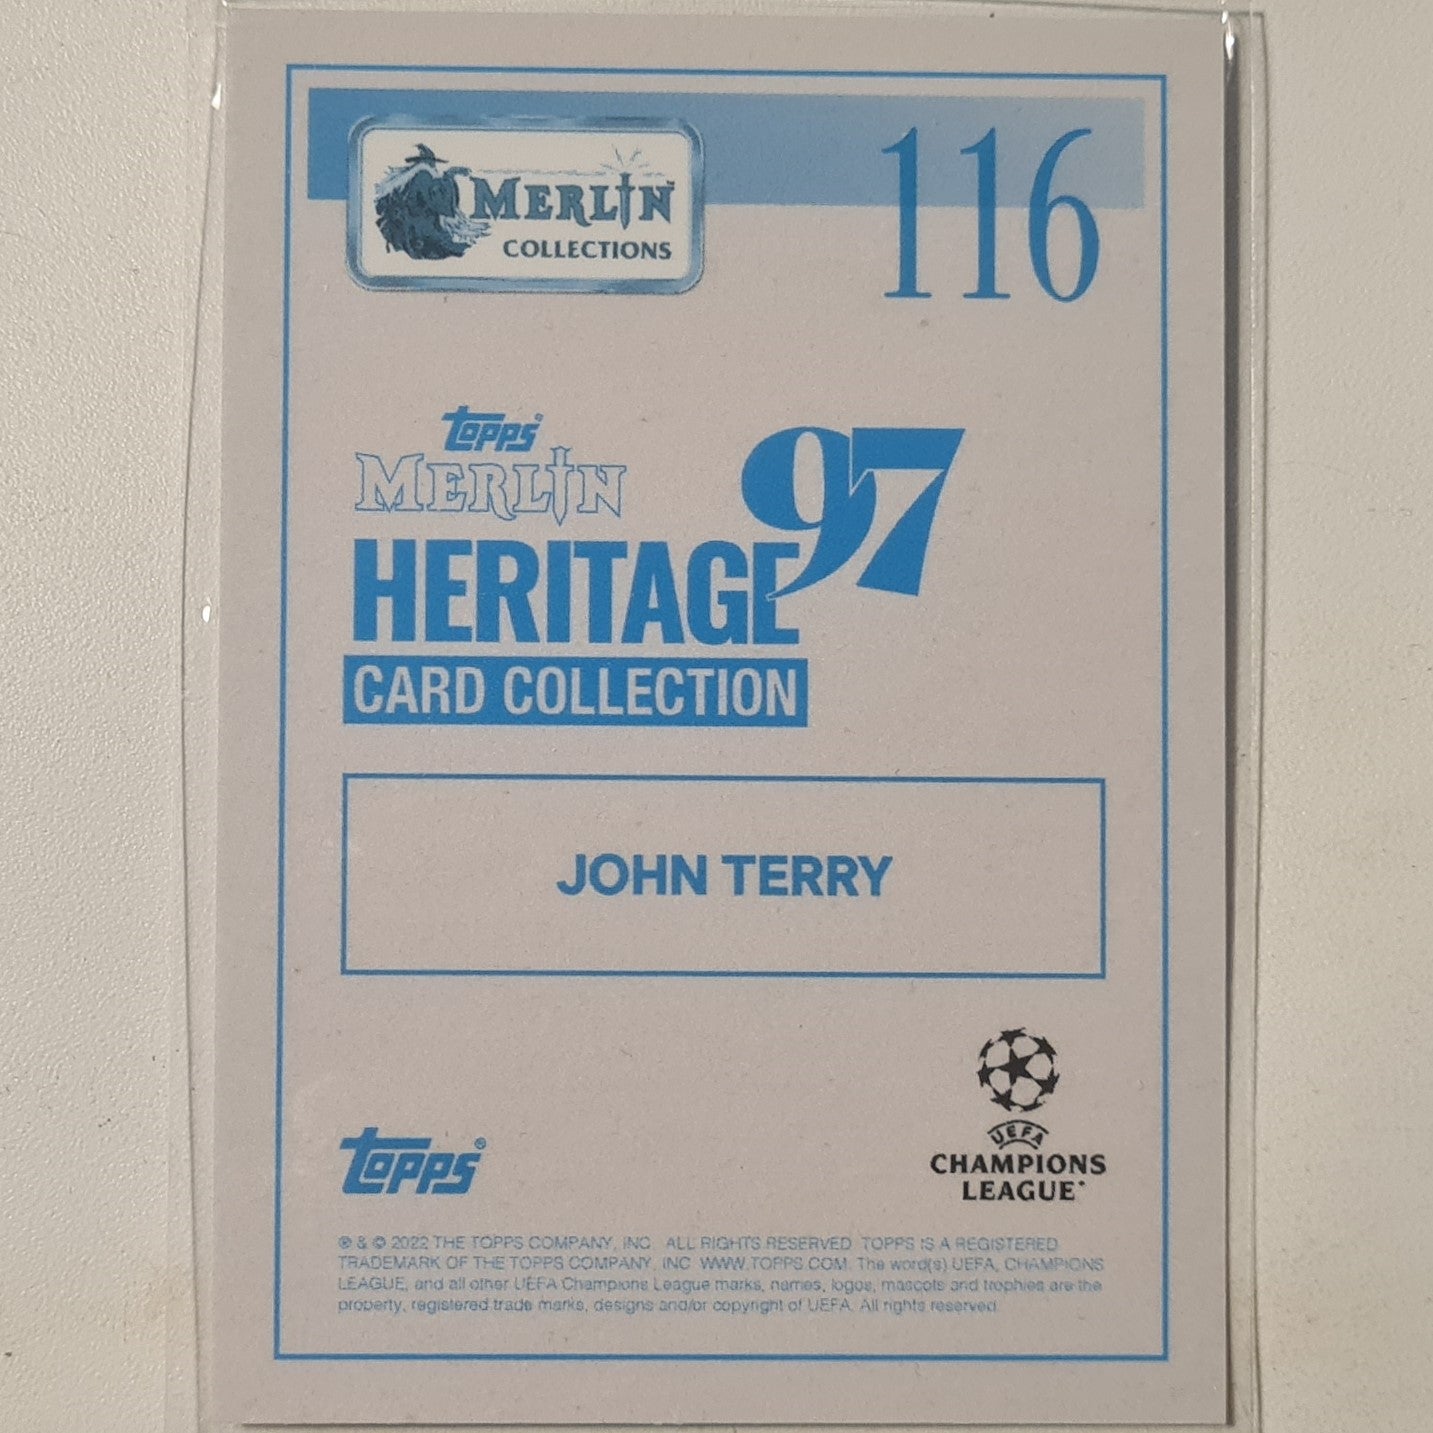 MERLIN™
COLLECTIONS
116
Topps®
MERLIN
97
HERITAGE
CARD COLLECTION
JOHN TERRY
UEFA
CHAMPIONS
LEAGUE®
Topps®
℗ & © 2022 THE TOPPS COMPANY, INC. ALL RIGHTS RESERVED. TOPPS IS A REGISTERED
TRADEMARK OF THE TOPPS COMPANY, INC. WWW.TOPPS.COM. The word(s) UEFA, CHAMPIONS
LEAGUE, and all other UEFA Champions League marks, names, logos, mascots and trophies are the
property, registered trade marks, designs and/or copyright of UEFA. All rights reserved.